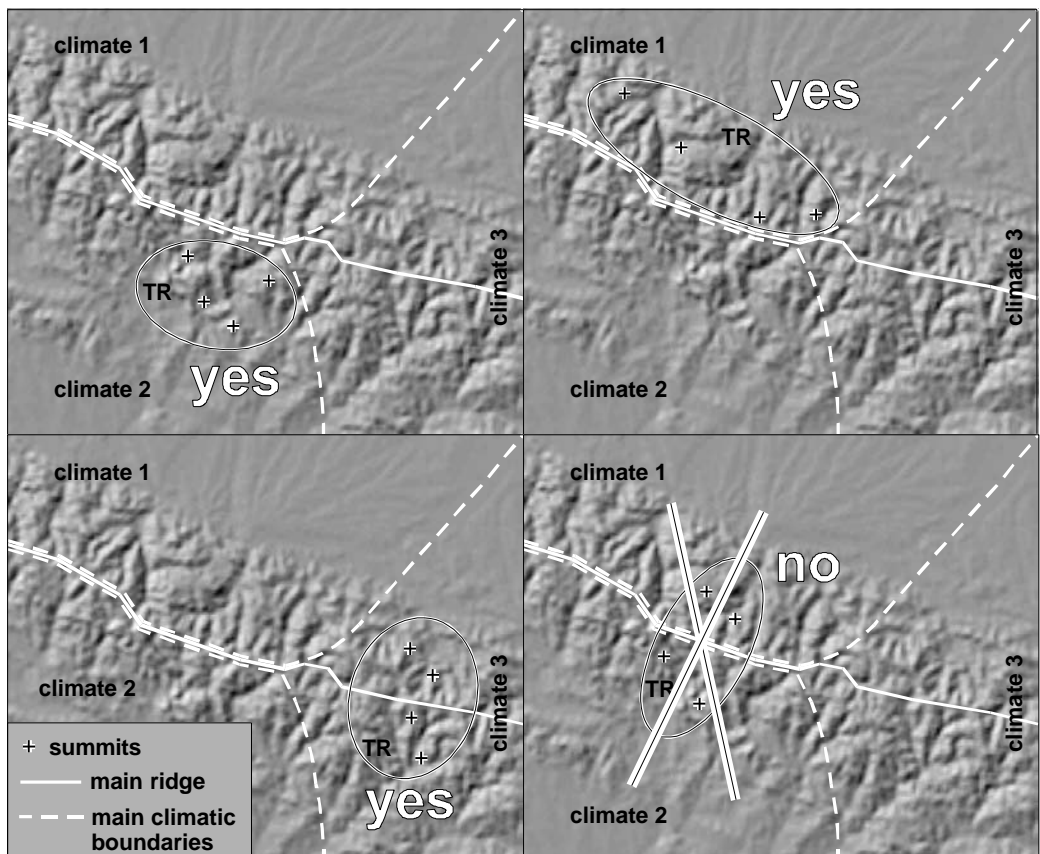 climate 1
TR
climate 3
yes
climate 2
climate 1
yes
TR
climate 3
climate 2
climate 1
climate 2
climate 3
TR
yes
summits
main ridge
main climatic
boundaries
climate 1
no
TR
climate 3
climate 2